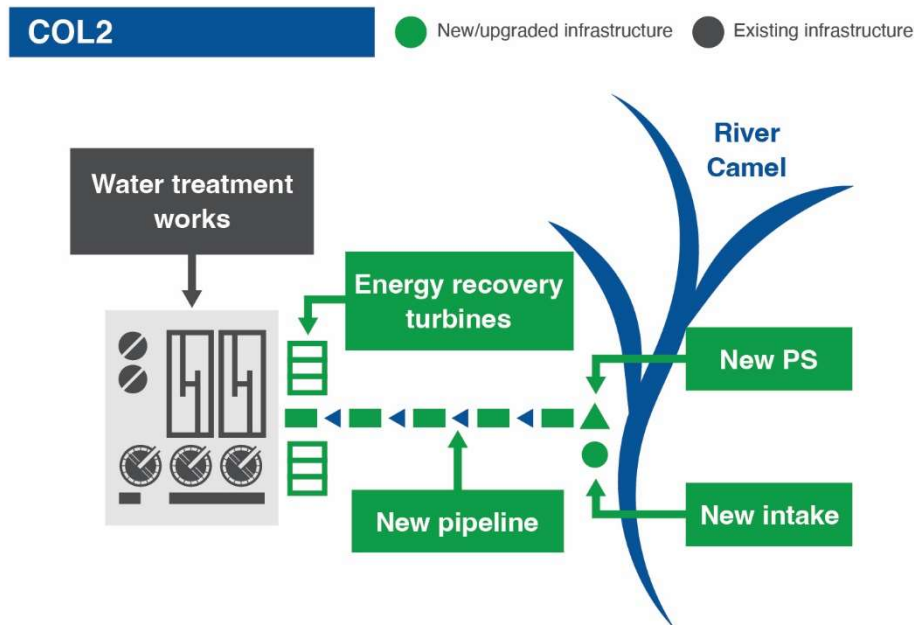 COL2
New/upgraded infrastructure
Existing infrastructure
River
Camel
Water treatment
works
Energy recovery
turbines
New PS
New pipeline
New intake